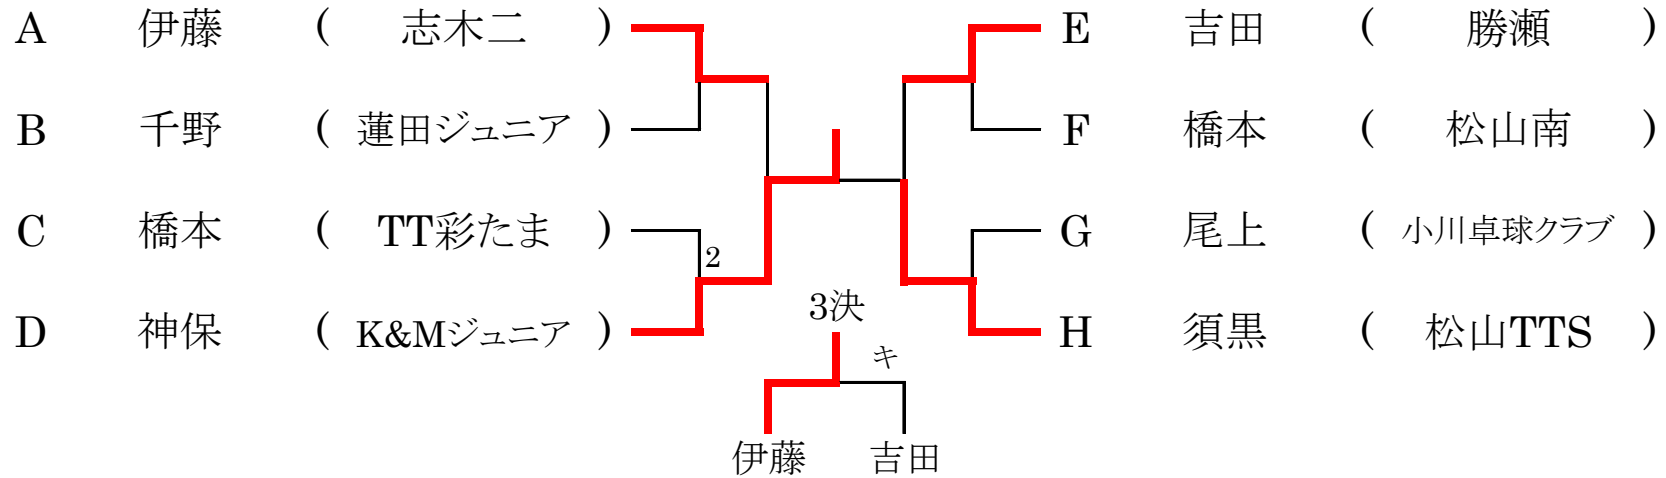 A 伊藤 ( 志木二 ) E 吉田 ( 勝瀬 )
B 千野 ( 蓮田ジュニア ) F 橋本 ( 松山南 )
C 橋本 ( TT彩たま ) G 尾上 ( 小川卓球クラブ )
2
D 神保 ( K&Mジュニア ) 3決 H 須黒 ( 松山TTS )
キ
伊藤 吉田